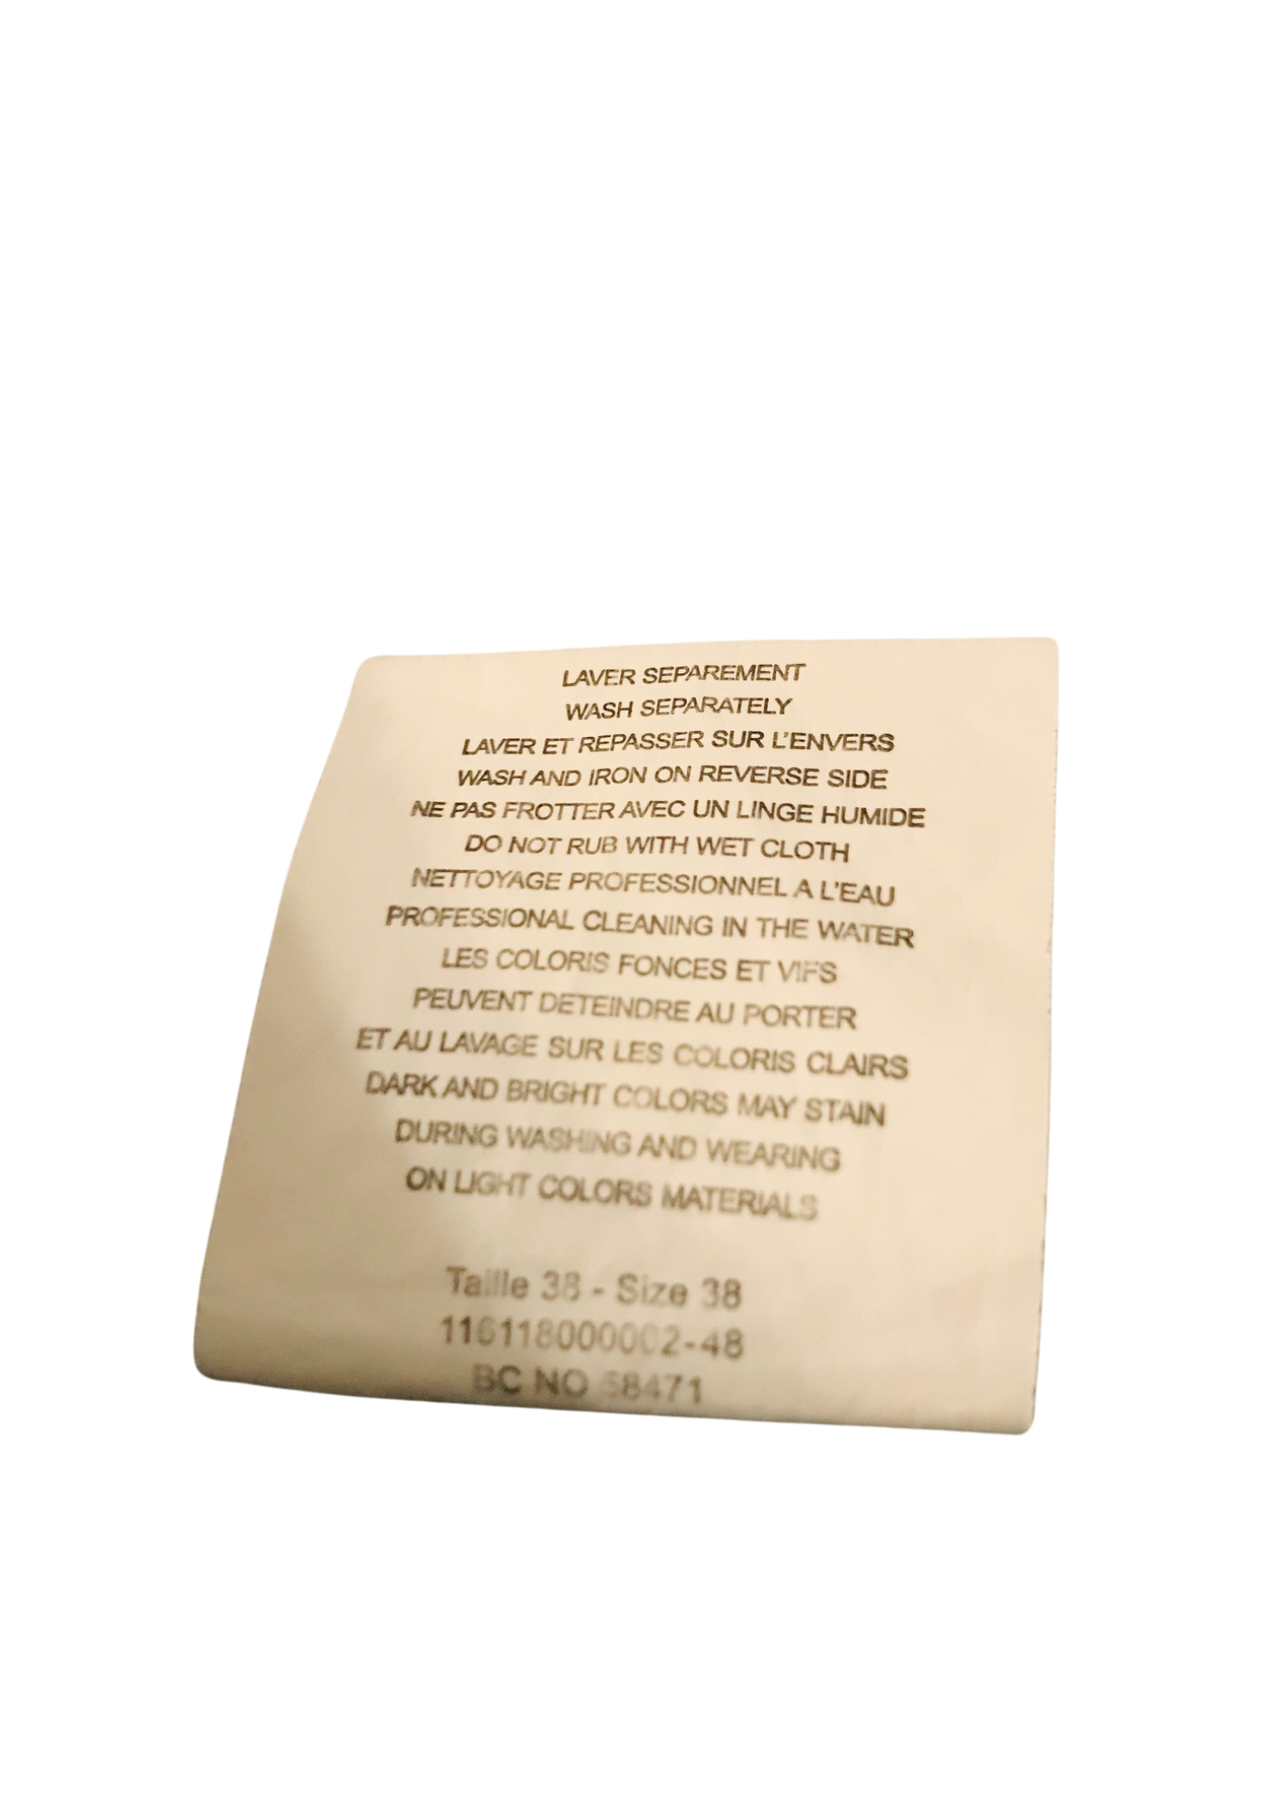 LAVER SEPAREMENT
WASH SEPARATELY
LAVER ET REPASSER SUR L'ENVERS
WASH AND IRON ON REVERSE SIDE
NE PAS FROTTER AVEC UN LINGE HUMIDE
DO NOT RUB WITH WET CLOTH
NETTOYAGE PROFESSIONNEL A L'EAU
PROFESSIONAL CLEANING IN THE WATER
LES COLORIS FONCES ET VIFS
PEUVENT DETEINDRE AU PORTER
ET AU LAVAGE SUR LES COLORIS CLAIRS
DARK AND BRIGHT COLORS MAY STAIN
DURING WASHING AND WEARING
ON LIGHT COLORS MATERIALS
Taille 38 - Size 38
116118000002-48
BC NO 58471